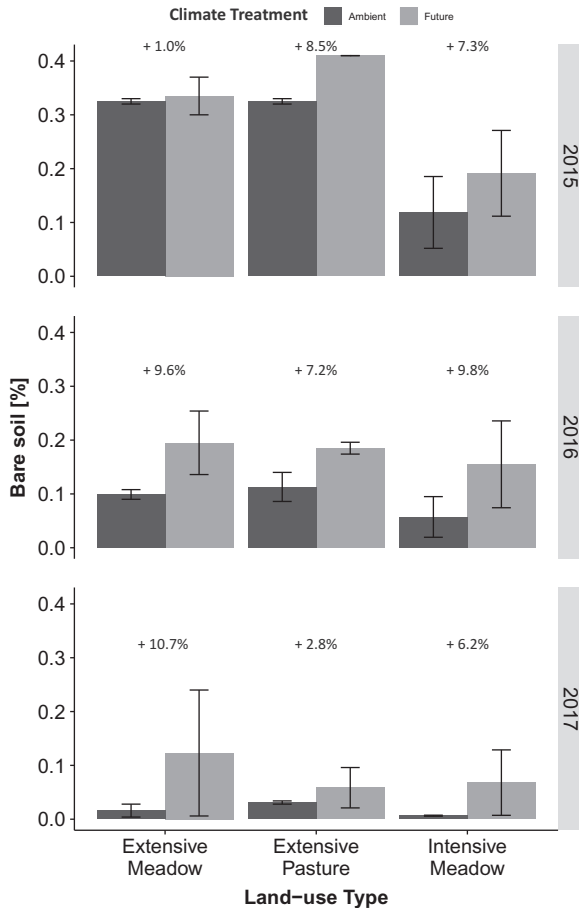 Climate Treatment Ambient Future
+ 1.0% + 8.5% + 7.3%
0.4
0.3
0.2
0.1
0.0
2015
+ 9.6% + 7.2% + 9.8%
0.4
0.3
0.2
0.1
0.0
2016
Bare soil [%]
+ 10.7% + 2.8% + 6.2%
0.4
0.3
0.2
0.1
0.0
2017
Extensive Extensive Intensive
Meadow Pasture Meadow
Land−use Type